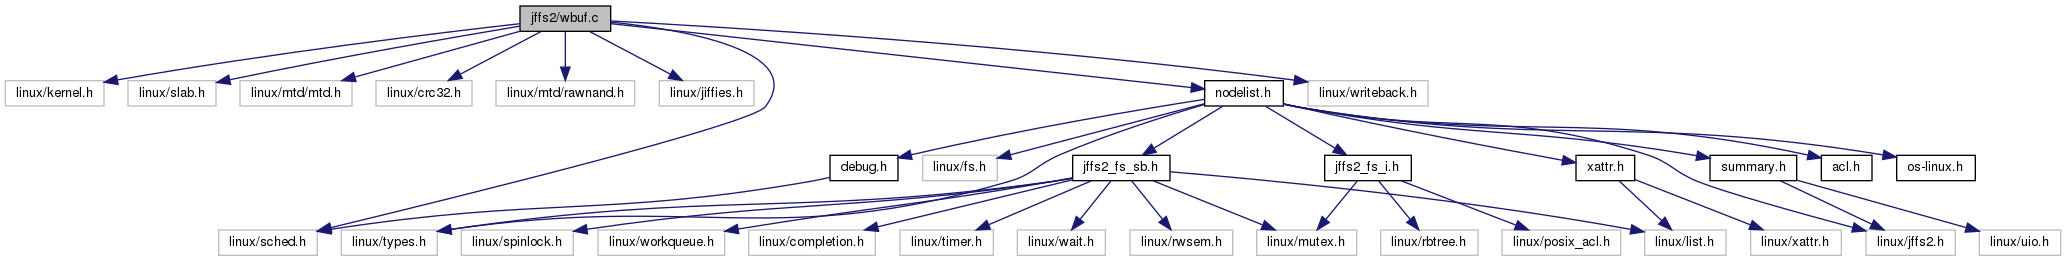 jffs2/wbuf.c
linux/kernel.h
linux/slab.h
linux/mtd/mtd.h
linux/crc32.h
linux/mtd/rawnand.h
linux/jiffies.h
nodelist.h
linux/writeback.h
debug.h
linux/fs.h
jffs2_fs_sb.h
jffs2_fs_i.h
xattr.h
summary.h
acl.h
os-linux.h
linux/sched.h
linux/types.h
linux/spinlock.h
linux/workqueue.h
linux/completion.h
linux/timer.h
linux/wait.h
linux/rwsem.h
linux/mutex.h
linux/rbtree.h
linux/posix_acl.h
linux/list.h
linux/xattr.h
linux/jffs2.h
linux/uio.h